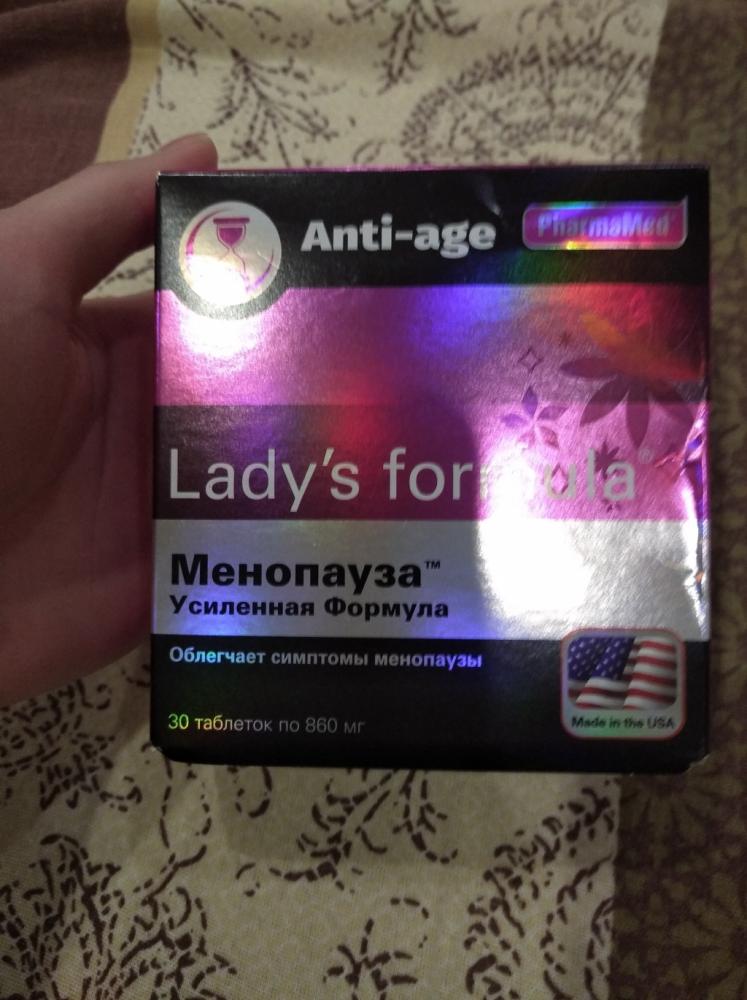 Anti-age
PharmaMed®
Lady's formula®
Менопауза™
Усиленная Формула
Облегчает симптомы менопаузы
30 таблеток по 860 мг
Made in the USA